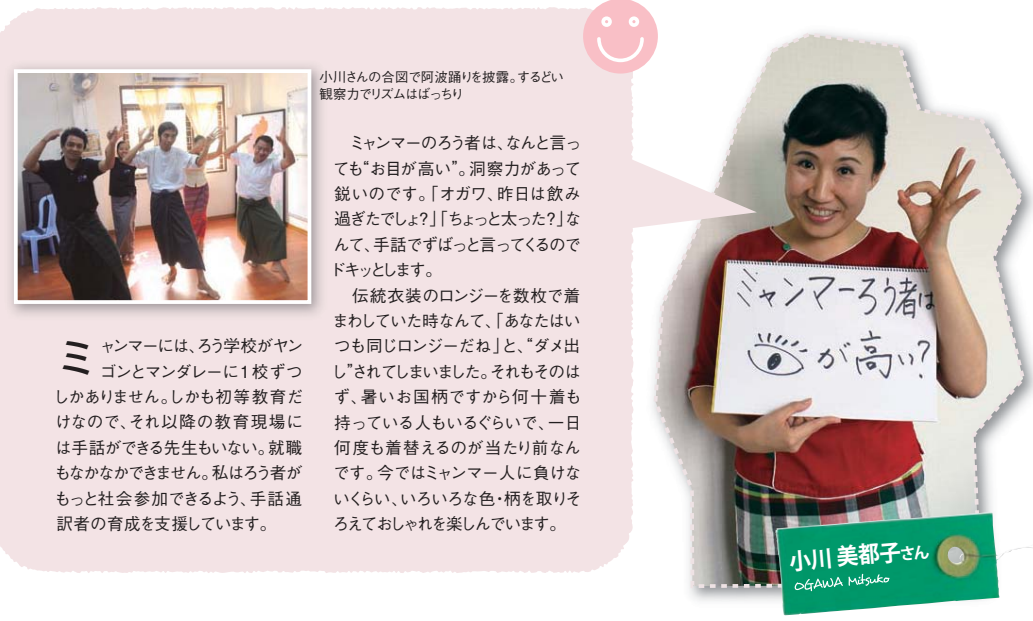 小川さんの合図で阿波踊りを披露。するどい
観察力でリズムはばっちり
ミャンマーには、ろう学校がヤン
ゴンとマンダレーに1校ずつ
しかありません。しかも初等教育だ
けなので、それ以降の教育現場に
は手話ができる先生もいない。就職
もなかなかできません。私はろう者が
もっと社会参加できるよう、手話通
訳者の育成を支援しています。
ミャンマーのろう者は、なんと言っ
ても“お目が高い”。洞察力があって
鋭いのです。「オガワ、昨日は飲み
過ぎたでしょ?」「ちょっと太った?」な
んて、手話でずばっと言ってくるので
ドキッとします。
伝統衣装のロンジーを数枚で着
まわしていた時なんて、「あなたはい
つも同じロンジーだね」と、“ダメ出
し”されてしまいました。それもそのは
ず、暑いお国柄ですから何十着も
持っている人もいるぐらいで、一日
何度も着替えるのが当たり前なん
です。今ではミャンマー人に負けな
いくらい、いろいろな色・柄を取りそ
ろえておしゃれを楽しんでいます。
ミャンマーろう者は
が高い?
小川 美都子さん
OGAWA Mitsuko